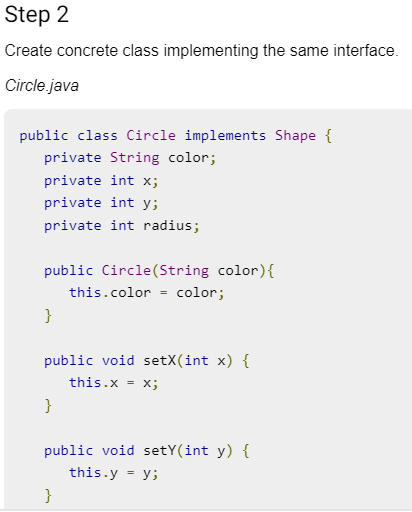 Step 2
Create concrete class implementing the same interface.
Circle.java
public class Circle implements Shape {
   private String color;
   private int x;
   private int y;
   private int radius;

   public Circle(String color){
      this.color = color;
   }

   public void setX(int x) {
      this.x = x;
   }

   public void setY(int y) {
      this.y = y;
   }